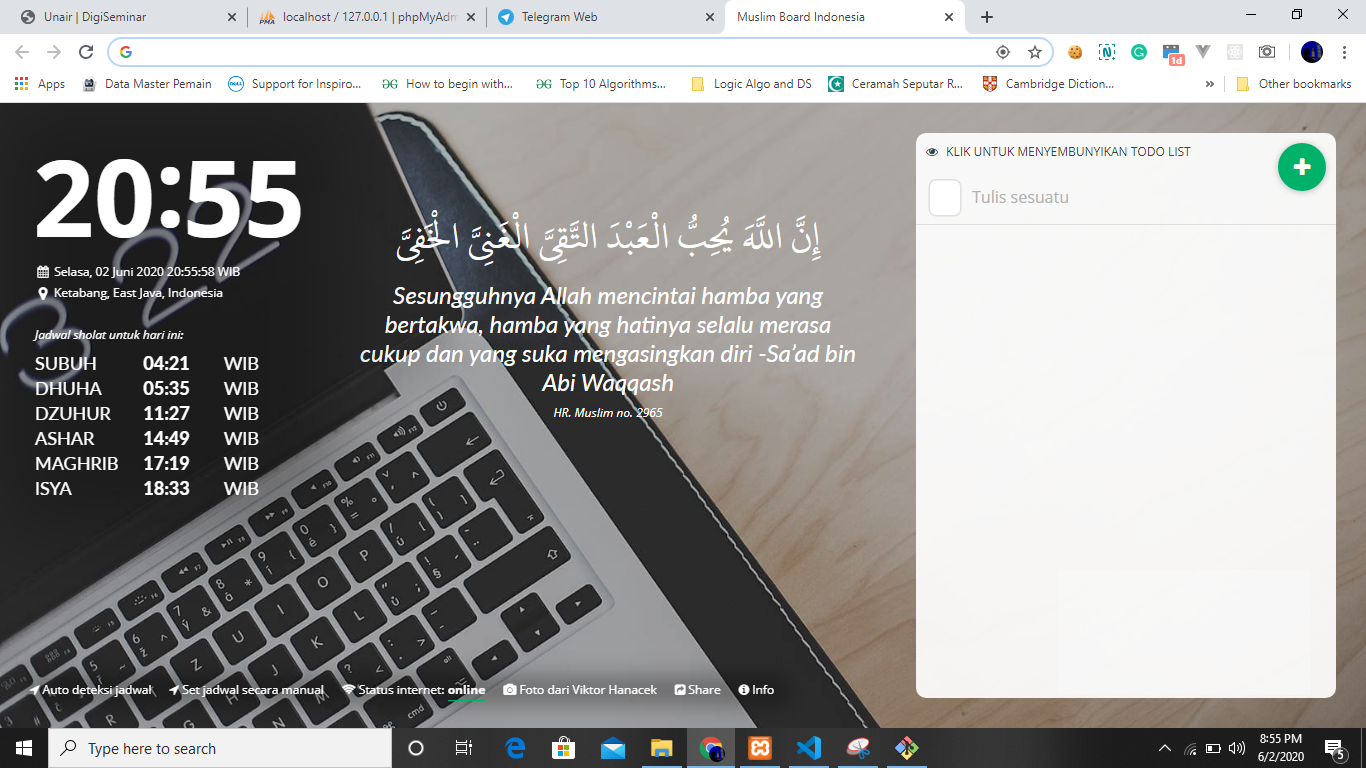 Unair | DigiSeminar
localhost / 127.0.0.1 | phpMyAdm
Telegram Web
Muslim Board Indonesia
Apps
Data Master Pemain
Support for Inspiro...
How to begin with...
Top 10 Algorithms...
Logic Algo and DS
Ceramah Seputar R...
Cambridge Diction...
»
Other bookmarks
20:55
Selasa, 02 Juni 2020 20:55:58 WIB
Ketabang, East Java, Indonesia
Jadwal sholat untuk hari ini:
SUBUH 04:21 WIB
DHUHA 05:35 WIB
DZUHUR 11:27 WIB
ASHAR 14:49 WIB
MAGHRIB 17:19 WIB
ISYA 18:33 WIB
إِنَّ اللَّهَ يُحِبُّ الْعَبْدَ التَّقِىَّ الْغَنِىَّ الْخَفِىَّ
Sesungguhnya Allah mencintai hamba yang
bertakwa, hamba yang hatinya selalu merasa
cukup dan yang suka mengasingkan diri -Sa’ad bin
Abi Waqqash
HR. Muslim no. 2965
KLIK UNTUK MENYEMBUNYIKAN TODO LIST
Tulis sesuatu
Auto deteksi jadwal
Set jadwal secara manual
Status internet: online
Foto dari Viktor Hanacek
Share
Info
Type here to search
8:55 PM
6/2/2020
5